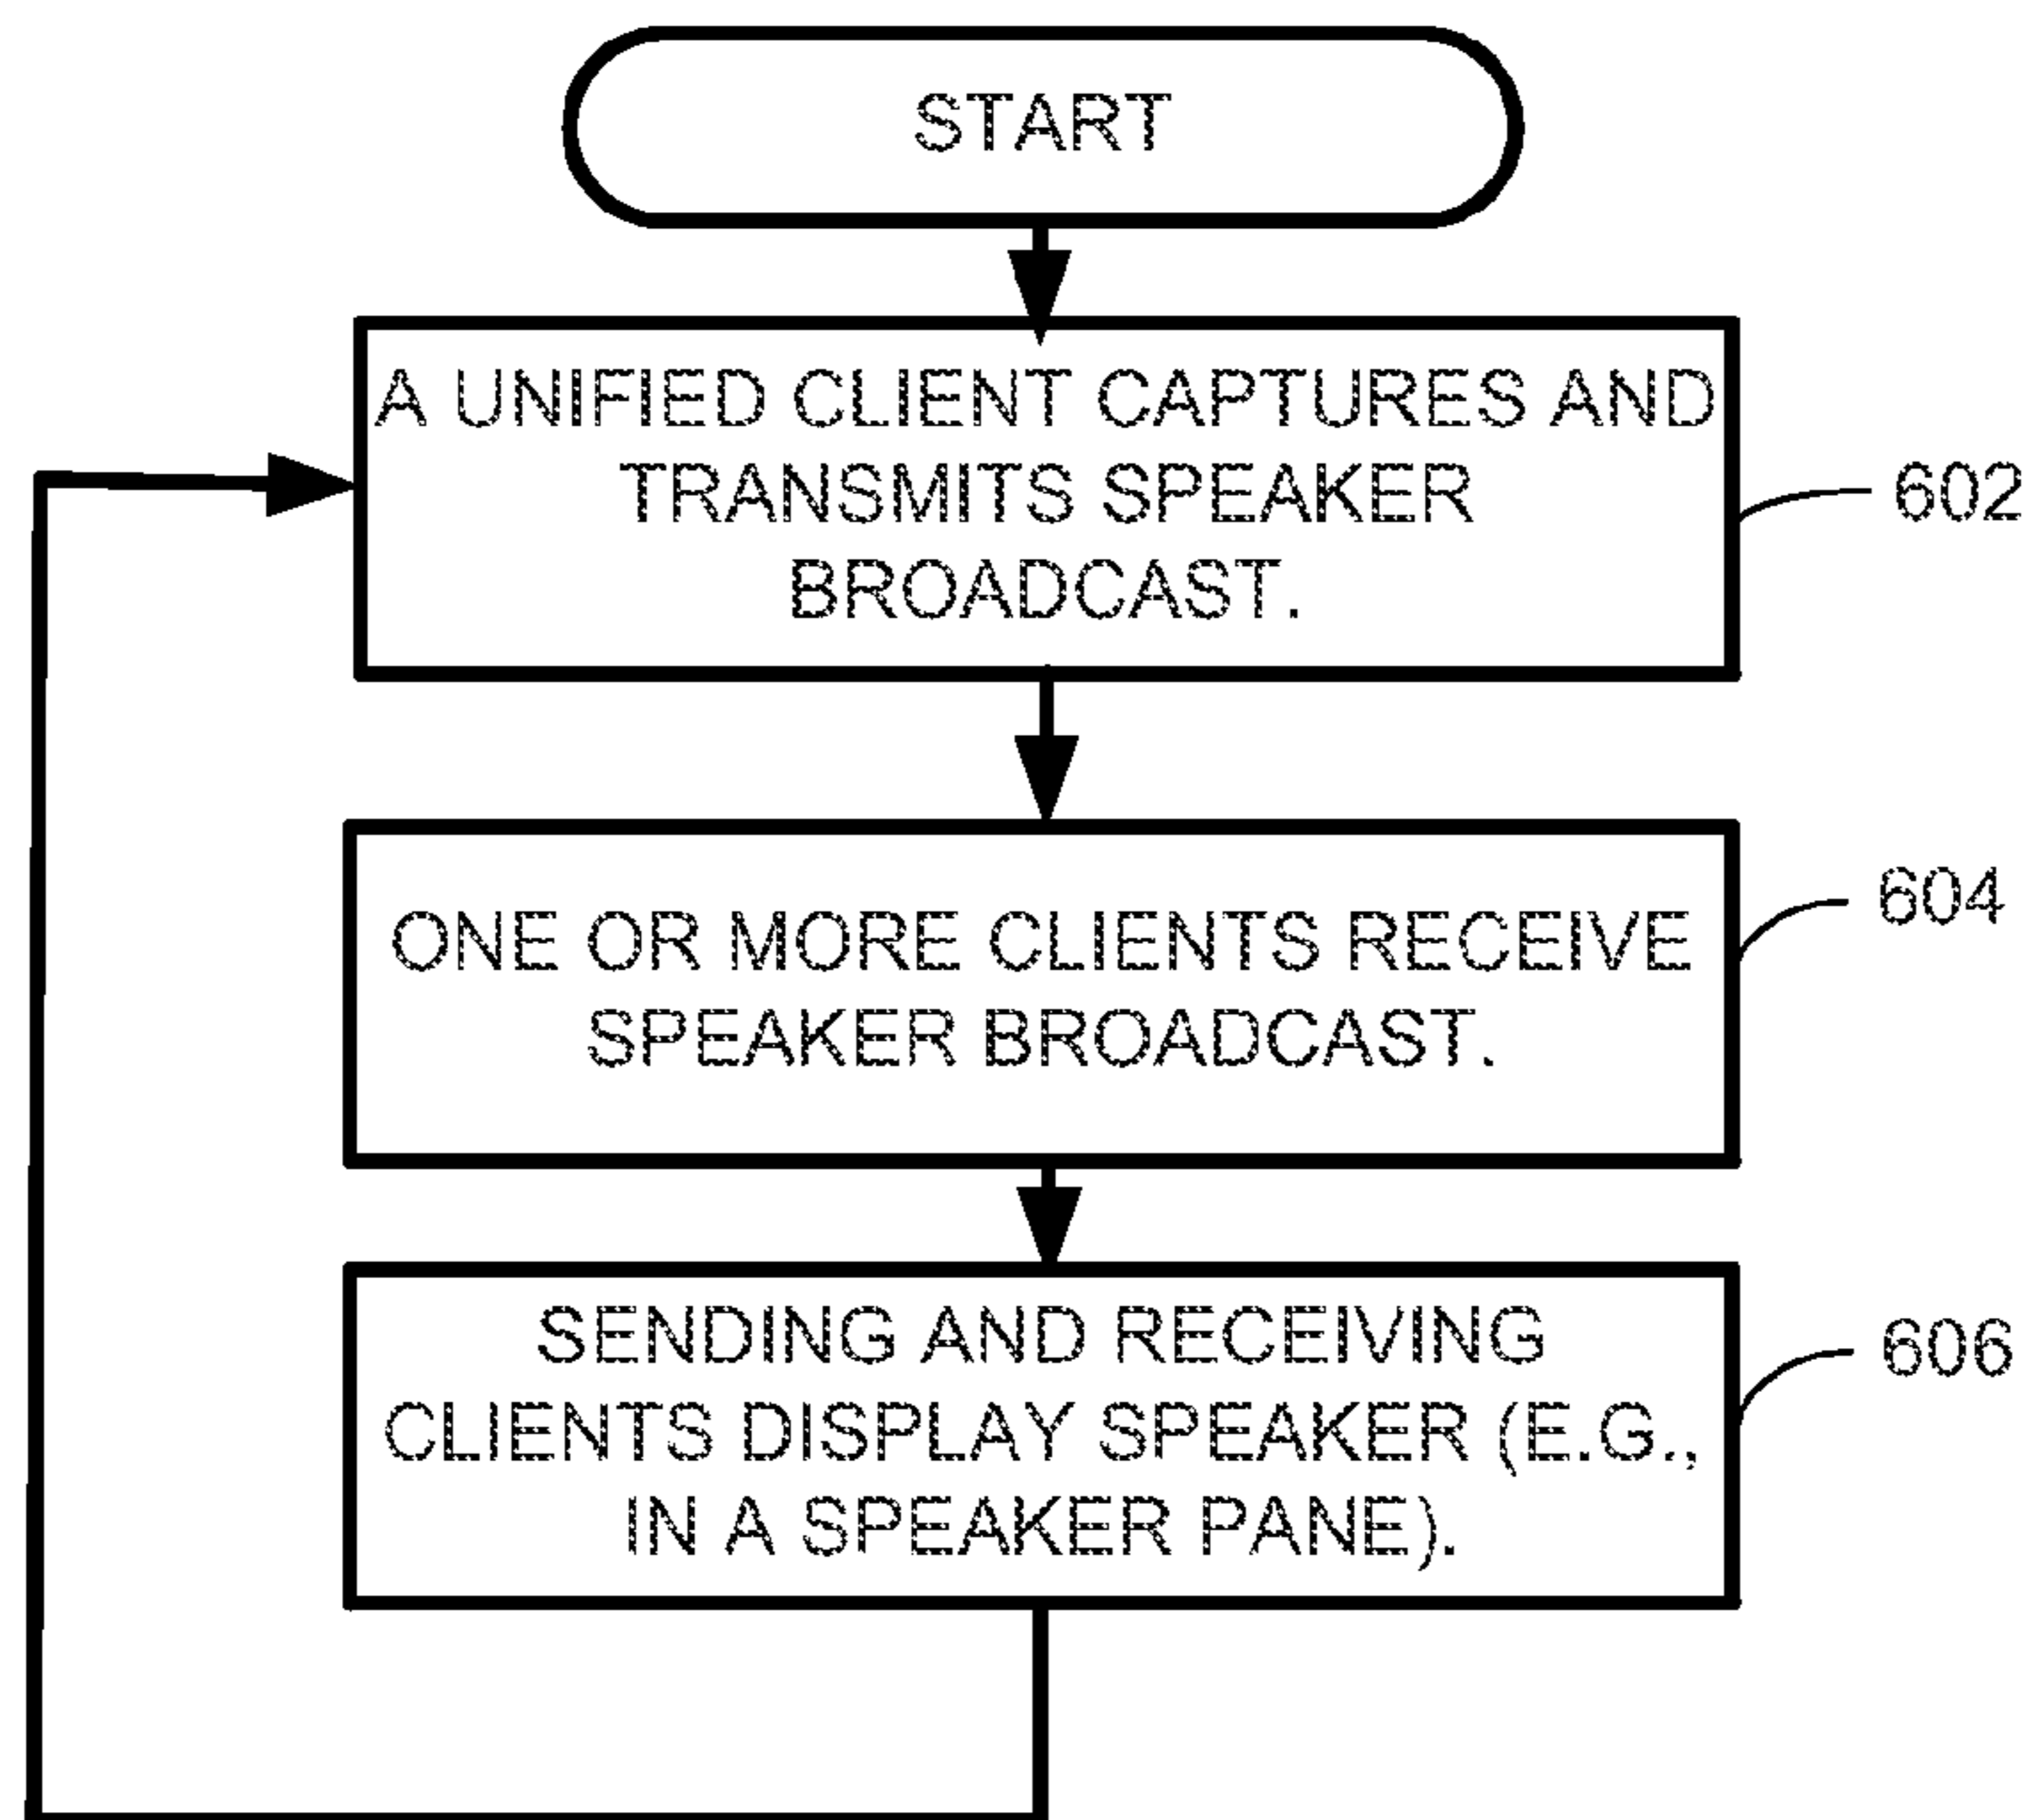 START
A UNIFIED CLIENT CAPTURES AND
TRANSMITS SPEAKER
BROADCAST.
602
ONE OR MORE CLIENTS RECEIVE
SPEAKER BROADCAST.
604
SENDING AND RECEIVING
CLIENTS DISPLAY SPEAKER (E.G.,
IN A SPEAKER PANE).
606